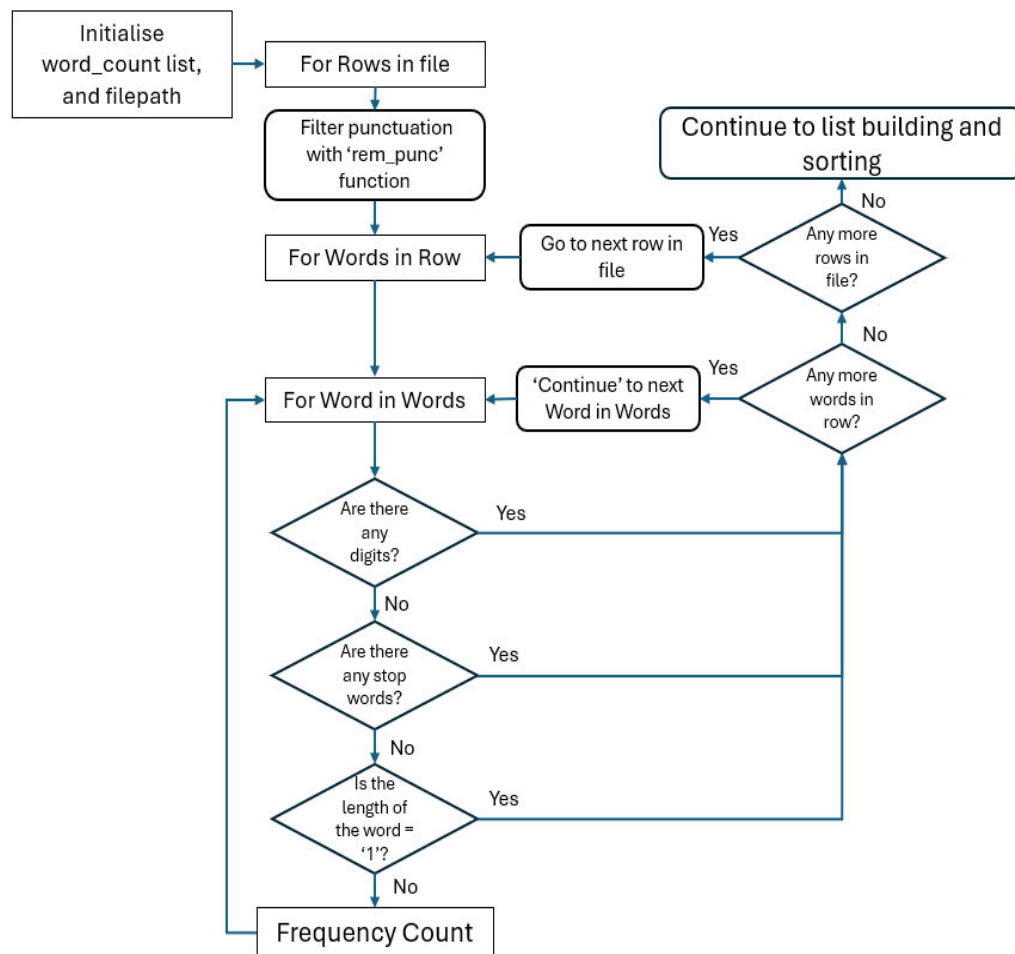 Initialise
word_count list,
and filepath
For Rows in file
Filter punctuation
with ‘rem_punc’
function
Continue to list building and
sorting
No
For Words in Row
Go to next row in
file
Yes
Any more
rows in
file?
No
For Word in Words
‘Continue’ to next
Word in Words
Yes
Any more
words in
row?
Are there
any
digits?
Yes
No
Are there
any stop
words?
Yes
No
Is the
length of
the word =
‘1’?
Yes
No
Frequency Count